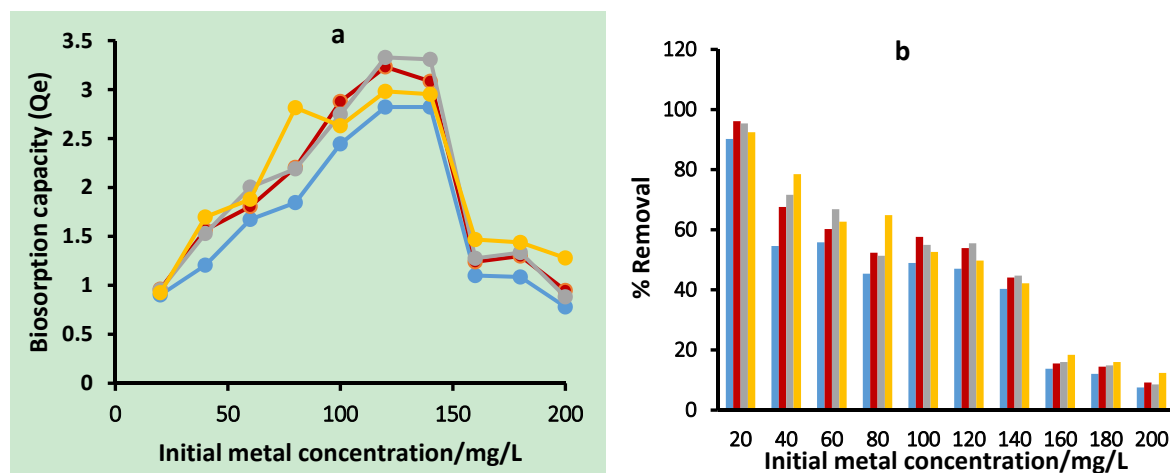 a
Biosorption capacity (Qe)
3.5
3
2.5
2
1.5
1
0.5
0
0 50 100 150 200
Initial metal concentration/mg/L
b
% Removal
120
100
80
60
40
20
0
20 40 60 80 100 120 140 160 180 200
Initial metal concentration/mg/L